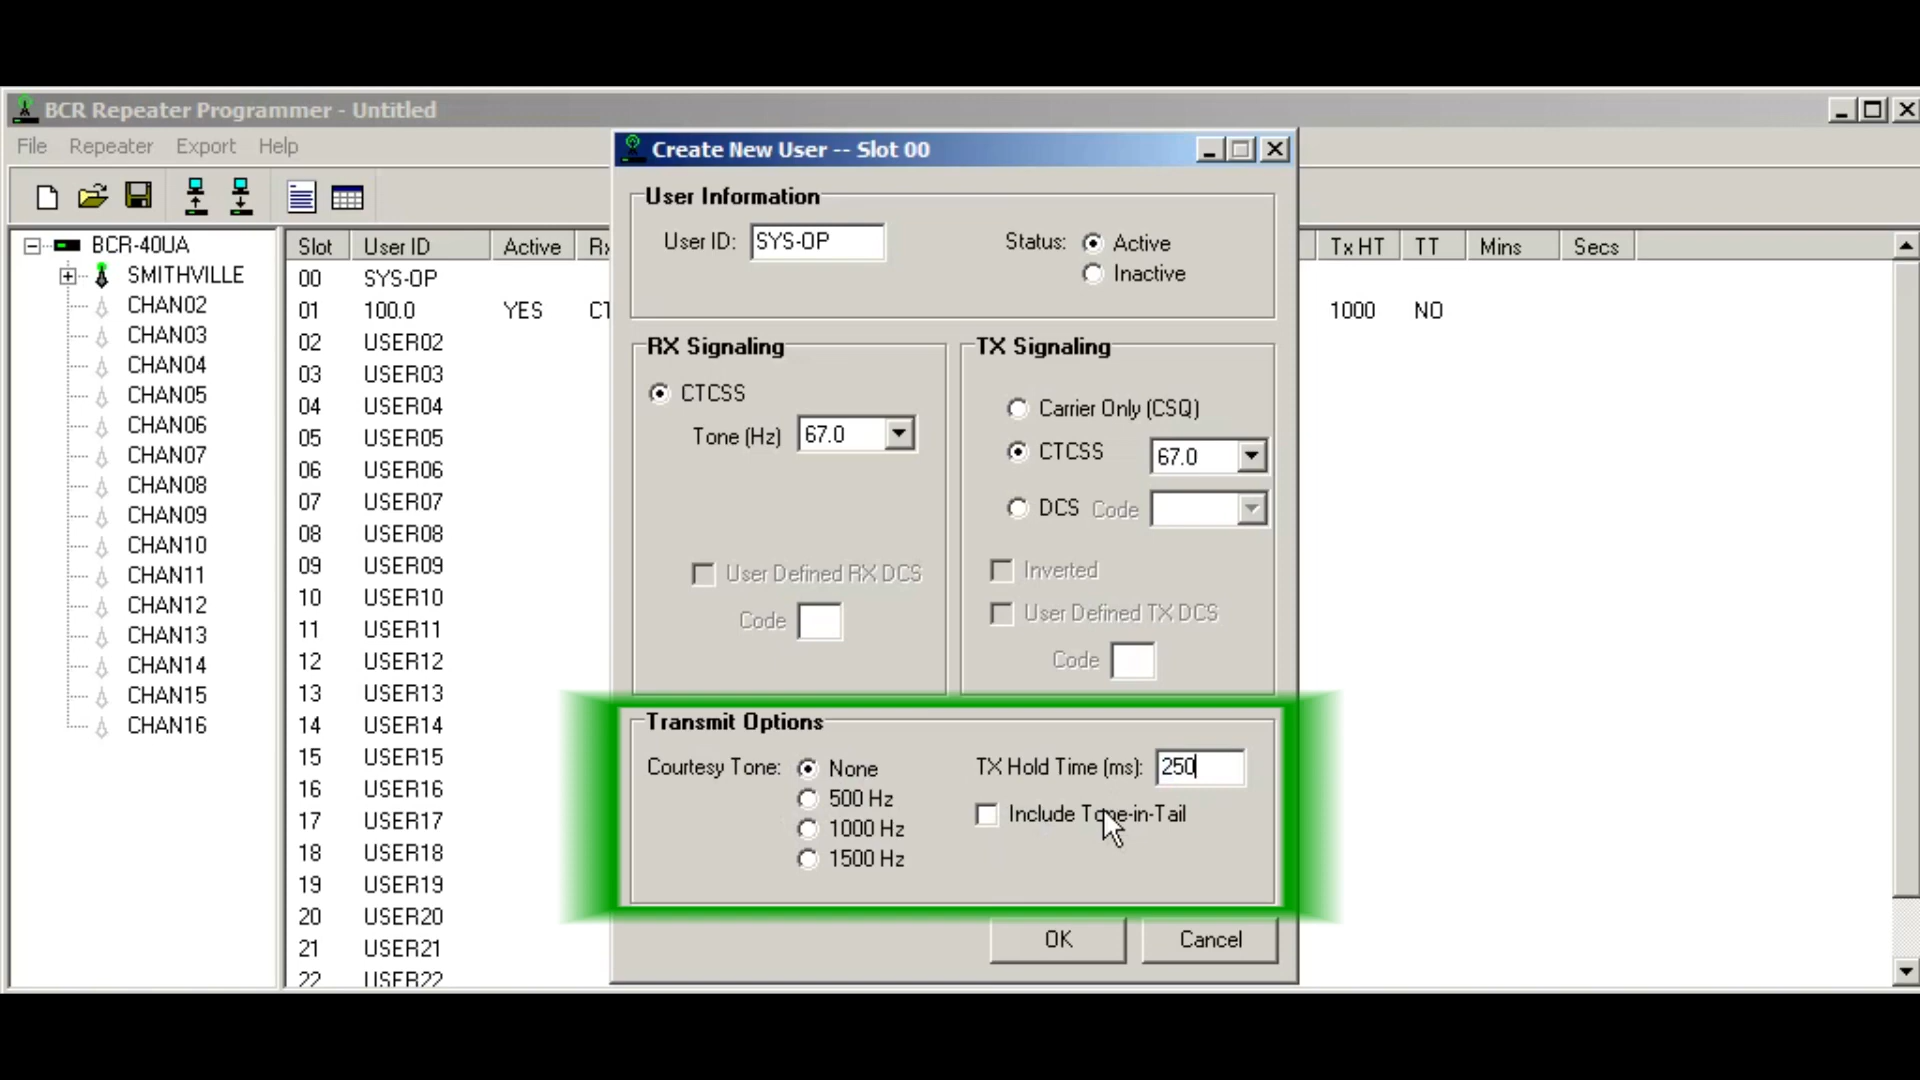 BCR Repeater Programmer - Untitled
File Repeater Export Help
BCR-40UA
SMITHVILLE
CHAN02
CHAN03
CHAN04
CHAN05
CHAN06
CHAN07
CHAN08
CHAN09
CHAN10
CHAN11
CHAN12
CHAN13
CHAN14
CHAN15
CHAN16
Slot User ID Active Rx Tx HT TT Mins Secs
00 SYS-OP
01 100.0 YES CT 1000 NO
02 USER02
03 USER03
04 USER04
05 USER05
06 USER06
07 USER07
08 USER08
09 USER09
10 USER10
11 USER11
12 USER12
13 USER13
14 USER14
15 USER15
16 USER16
17 USER17
18 USER18
19 USER19
20 USER20
21 USER21
22 USER22
Create New User -- Slot 00
User Information
User ID: SYS-OP
Status: Active
Inactive
RX Signaling
CTCSS
Tone (Hz) 67.0
User Defined RX DCS
Code
TX Signaling
Carrier Only (CSQ)
CTCSS 67.0
DCS Code
Inverted
User Defined TX DCS
Code
Transmit Options
Courtesy Tone: None
500 Hz
1000 Hz
1500 Hz
TX Hold Time (ms): 250
Include Tone-in-Tail
OK Cancel